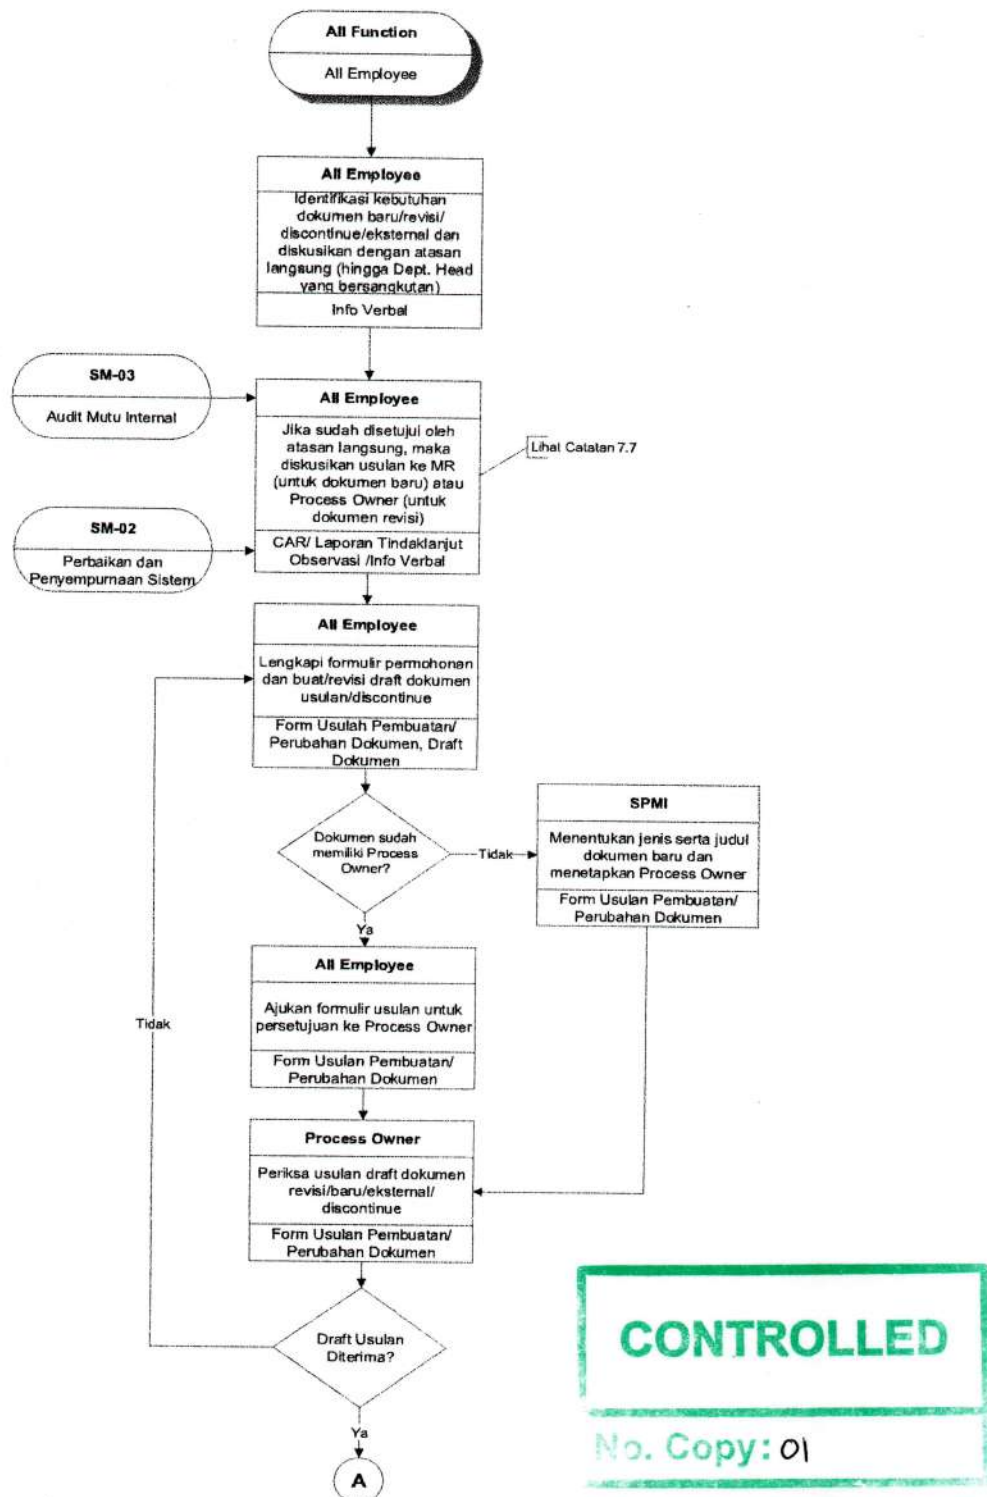 All Function
All Employee
All Employee
Identifikasi kebutuhan
dokumen baru/revisi/
discontinue/eksternal dan
diskusikan dengan atasan
langsung (hingga Dept. Head
yang bersangkutan)
Info Verbal
SM-03
Audit Mutu Internal
All Employee
Jika sudah disetujui oleh
atasan langsung, maka
diskusikan usulan ke MR
(untuk dokumen baru) atau
Process Owner (untuk
dokumen revisi)
CAR/ Laporan Tindaklanjut
Observasi /Info Verbal
Lihat Catatan 7.7
SM-02
Perbaikan dan
Penyempurnaan Sistem
All Employee
Lengkapi formulir permohonan
dan buat/revisi draft dokumen
usulan/discontinue
Form Usulah Pembuatan/
Perubahan Dokumen, Draft
Dokumen
Dokumen sudah
memiliki Process
Owner?
Tidak
SPMI
Menentukan jenis serta judul
dokumen baru dan
menetapkan Process Owner
Form Usulan Pembuatan/
Perubahan Dokumen
Ya
All Employee
Ajukan formulir usulan untuk
persetujuan ke Process Owner
Form Usulan Pembuatan/
Perubahan Dokumen
Tidak
Process Owner
Periksa usulan draft dokumen
revisi/baru/eksternal/
discontinue
Form Usulan Pembuatan/
Perubahan Dokumen
Draft Usulan
Diterima?
Ya
A
CONTROLLED
No. Copy: 01